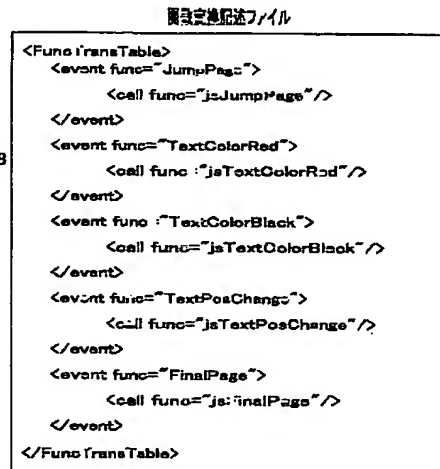 関数変換記述ファイル
<FuncTransTable>
<event func="JumpPage">
<call func="jsJumpPage"/>
</event>
<event func="TextColorRed">
8
<call func="jsTextColorRed"/>
</event>
<event func="TextColorBlack">
<call func="jsTextColorBlack"/>
</event>
<event func="TextPosChange">
<call func="jsTextPosChange"/>
</event>
<event func="FinalPage">
<call func="jsFinalPage"/>
</event>
</FuncTransTable>